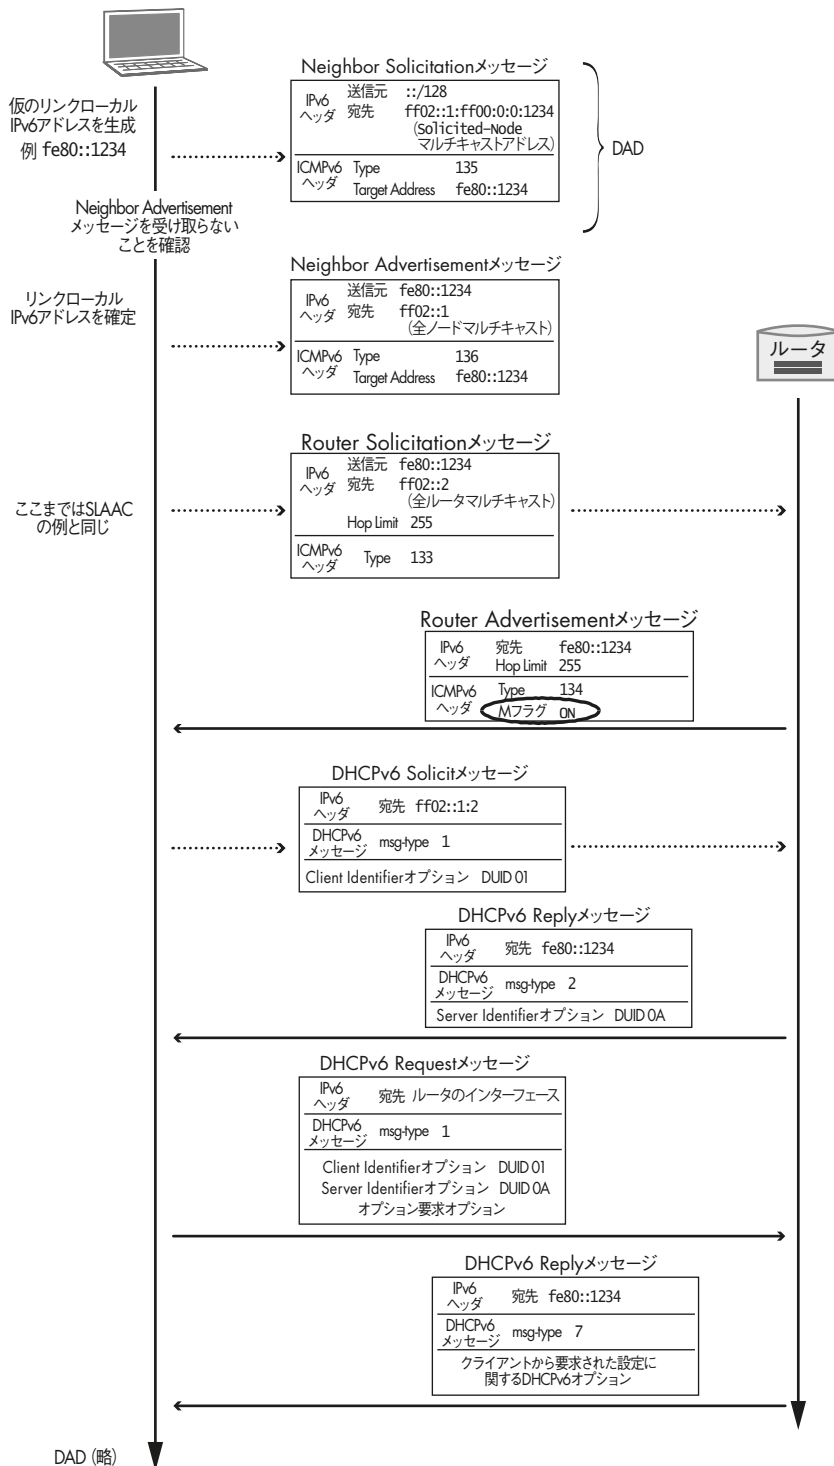 Neighbor Solicitationメッセージ
仮のリンクローカル
IPv6アドレスを生成
例 fe80::1234
IPv6
ヘッダ
送信元 ::/128
宛先 ff02::1:ff00:0:0:1234
(Solicited-Node
マルチキャストアドレス)
ICMPv6
ヘッダ
Type 135
Target Address fe80::1234
DAD
Neighbor Advertisement
メッセージを受け取らない
ことを確認
Neighbor Advertisementメッセージ
リンクローカル
IPv6アドレスを確定
IPv6
ヘッダ
送信元 fe80::1234
宛先 ff02::1
(全ノードマルチキャスト)
ICMPv6
ヘッダ
Type 136
Target Address fe80::1234
ルータ
Router Solicitationメッセージ
ここまではSLAAC
の例と同じ
IPv6
ヘッダ
送信元 fe80::1234
宛先 ff02::2
(全ルータマルチキャスト)
Hop Limit 255
ICMPv6
ヘッダ
Type 133
Router Advertisementメッセージ
IPv6
ヘッダ
宛先 fe80::1234
Hop Limit 255
ICMPv6
ヘッダ
Type 134
Mフラグ ON
DHCPv6 Solicitメッセージ
IPv6
ヘッダ
宛先 ff02::1:2
DHCPv6
メッセージ
msg-type 1
Client Identifierオプション DUID 01
DHCPv6 Replyメッセージ
IPv6
ヘッダ
宛先 fe80::1234
DHCPv6
メッセージ
msg-type 2
Server Identifierオプション DUID 0A
DHCPv6 Requestメッセージ
IPv6
ヘッダ
宛先 ルータのインターフェース
DHCPv6
メッセージ
msg-type 1
Client Identifierオプション DUID 01
Server Identifierオプション DUID 0A
オプション要求オプション
DHCPv6 Replyメッセージ
IPv6
ヘッダ
宛先 fe80::1234
DHCPv6
メッセージ
msg-type 7
クライアントから要求された設定に
関するDHCPv6オプション
DAD (略)